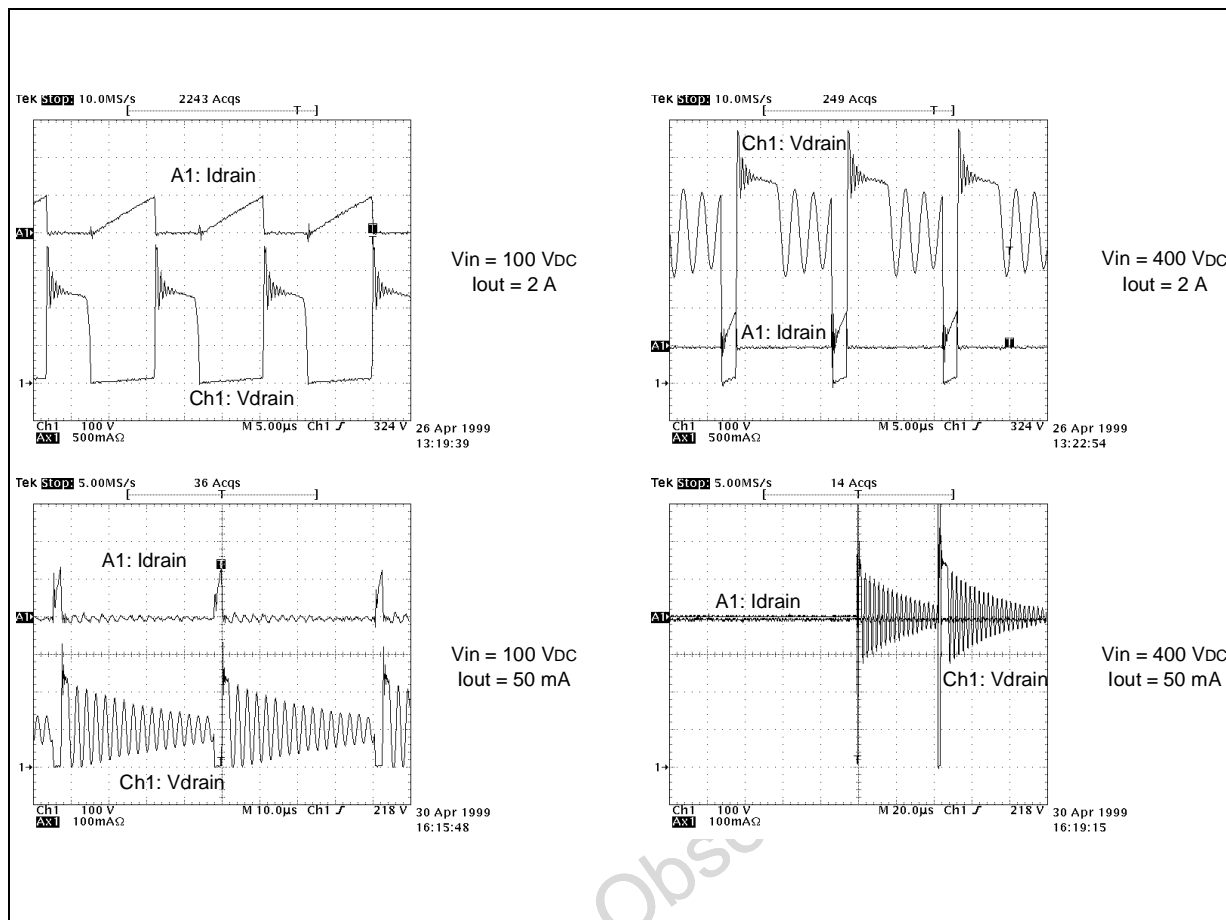 Tek Stop: 10.0MS/s 2243 Acqs
T
A1: Idrain
A1
T
Ch1: Vdrain
1
Ch1 100 V M 5.00µs Ch1 324 V
Ax1 500mAΩ
26 Apr 1999
13:19:39
Vin = 100 VDC
Iout = 2 A
Tek Stop: 10.0MS/s 249 Acqs
T
Ch1: Vdrain
T
A1: Idrain
A1
1
Ch1 100 V M 5.00µs Ch1 324 V
Ax1 500mAΩ
26 Apr 1999
13:22:54
Vin = 400 VDC
Iout = 2 A
Tek Stop: 5.00MS/s 36 Acqs
T
A1: Idrain
T
A1
Ch1: Vdrain
1
Ch1 100 V M 10.0µs Ch1 218 V
Ax1 100mAΩ
30 Apr 1999
16:15:48
Vin = 100 VDC
Iout = 50 mA
Tek Stop: 5.00MS/s 14 Acqs
T
A1: Idrain
A1
Ch1: Vdrain
1
Ch1 100 V M 20.0µs Ch1 218 V
Ax1 100mAΩ
30 Apr 1999
16:19:15
Vin = 400 VDC
Iout = 50 mA